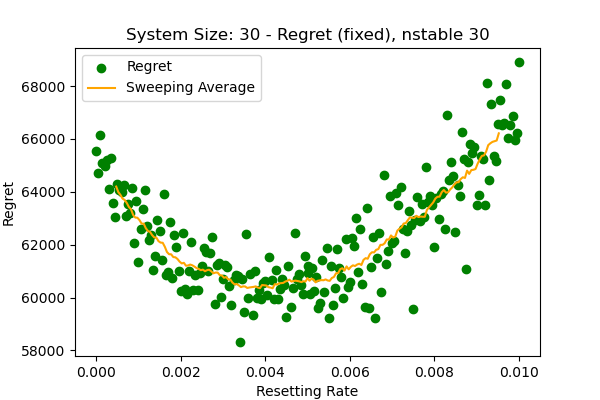 System Size: 30 - Regret (fixed), nstable 30
Regret
Sweeping Average
68000
66000
64000
62000
60000
58000
Regret
0.000
0.002
0.004
0.006
0.008
0.010
Resetting Rate